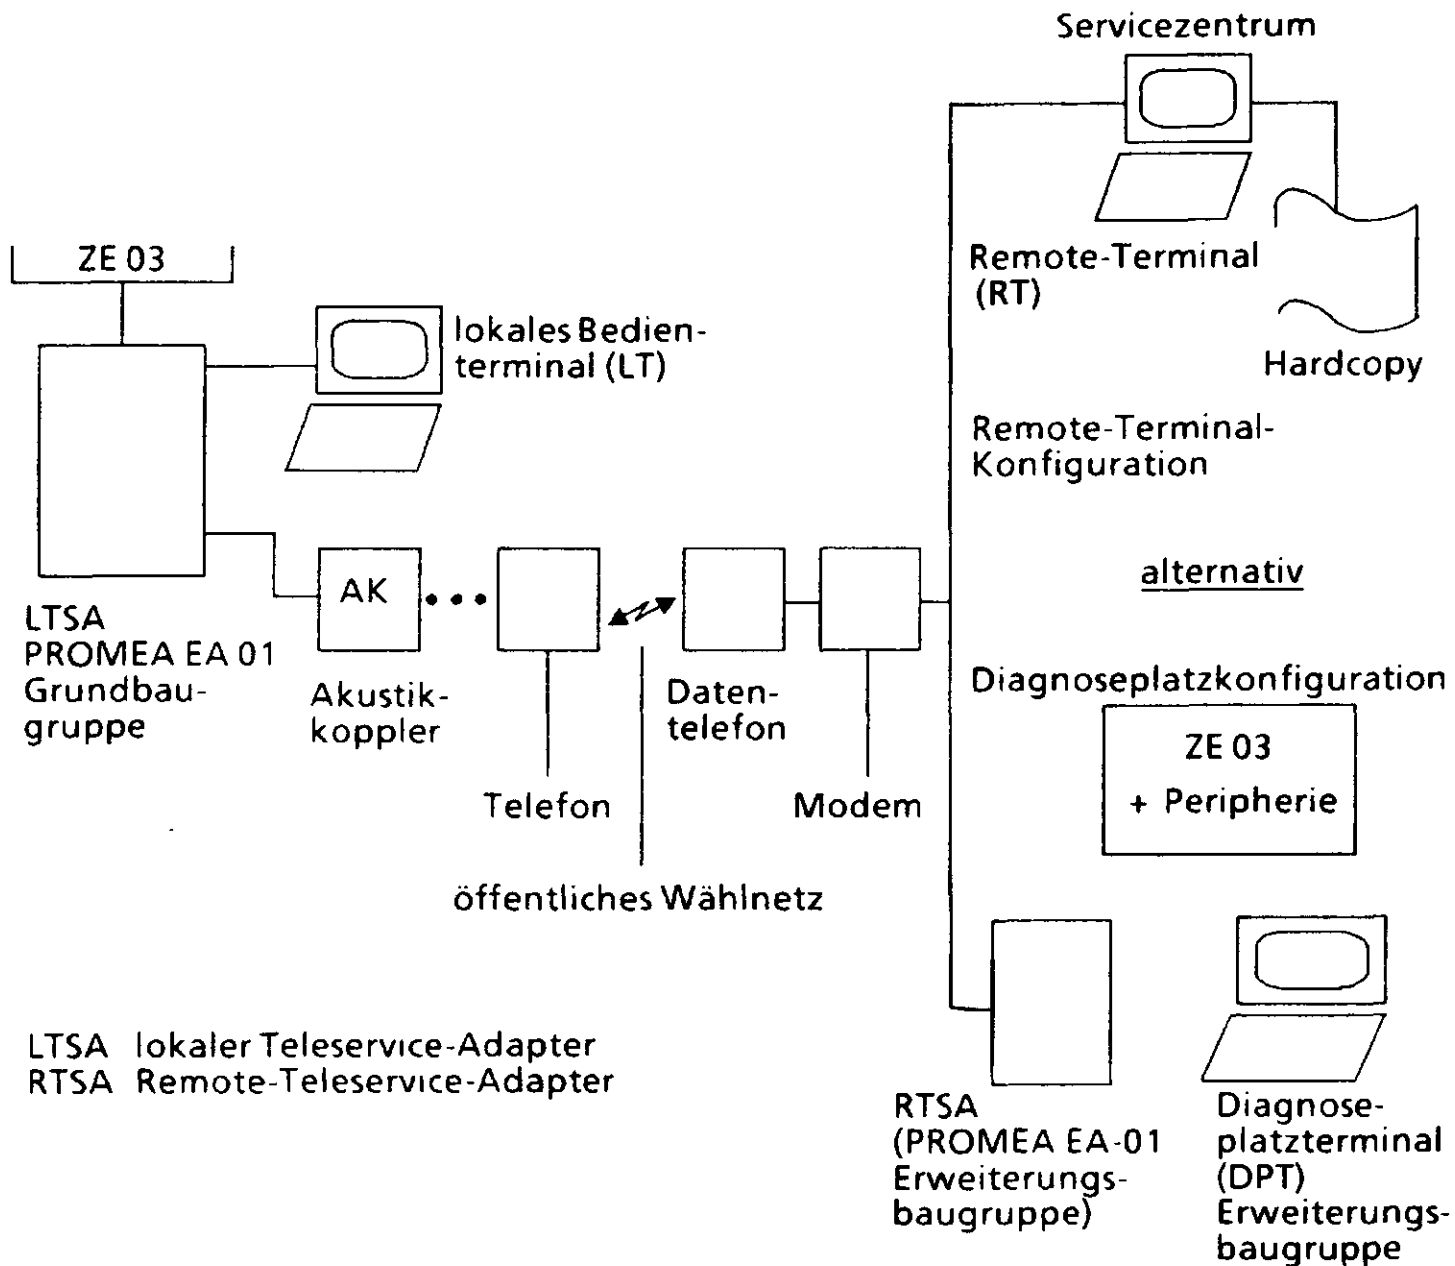 Servicezentrum
ZE 03
Remote-Terminal
(RT)
lokales Bedien-
terminal (LT)
Hardcopy
Remote-Terminal-
Konfiguration
alternativ
AK
LTSA
PROMEA EA 01
Grundbau-
gruppe
Akustik-
koppler
Daten-
telefon
Diagnoseplatzkonfiguration
ZE 03
+ Peripherie
Telefon
Modem
öffentliches Wählnetz
LTSA lokaler Teleservice-Adapter
RTSA Remote-Teleservice-Adapter
RTSA
(PROMEA EA-01
Erweiterungs-
baugruppe)
Diagnose-
platzterminal
(DPT)
Erweiterungs-
baugruppe